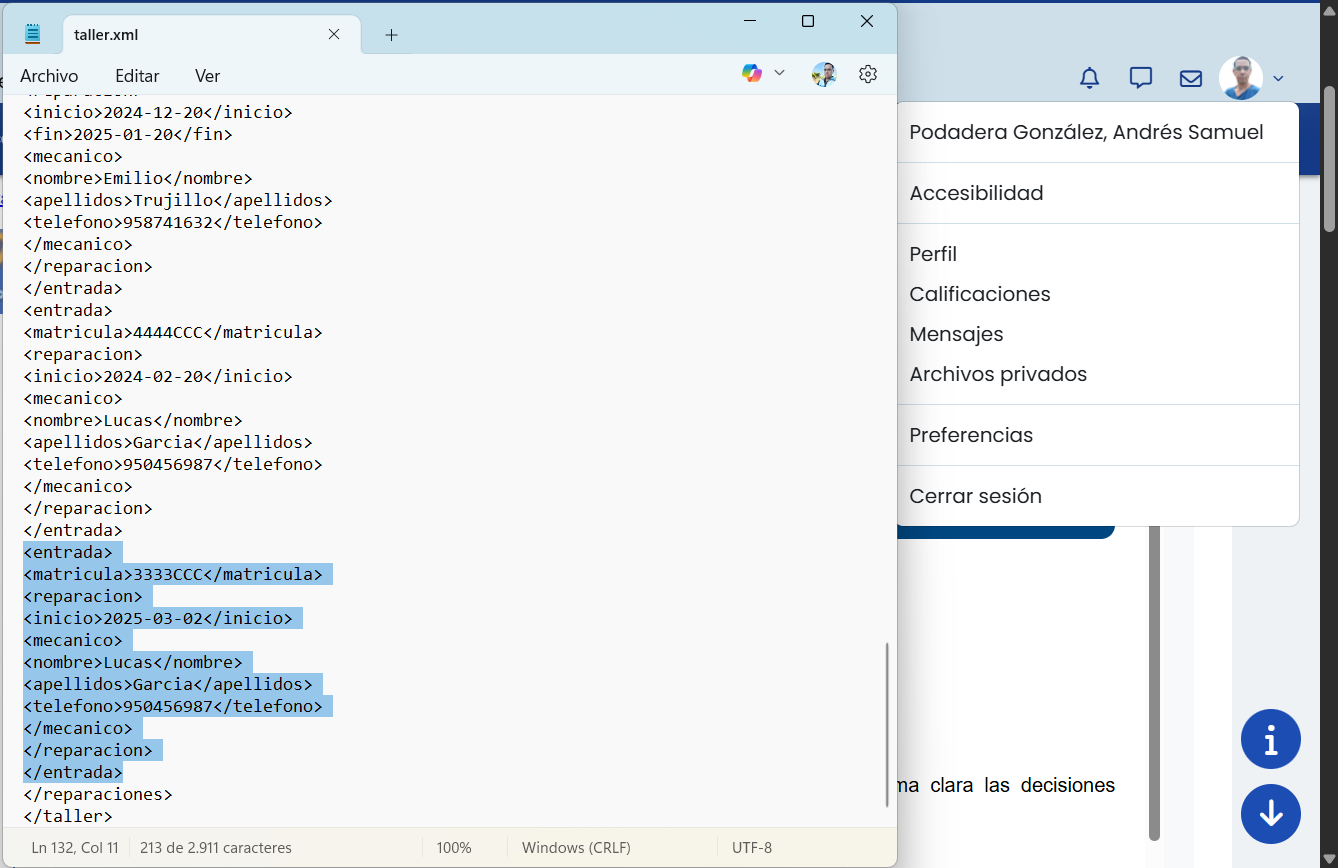 taller.xml
Archivo Editar Ver
<inicio>2024-12-20</inicio>
<fin>2025-01-20</fin>
<mecanico>
<nombre>Emilio</nombre>
<apellidos>Trujillo</apellidos>
<telefono>958741632</telefono>
</mecanico>
</reparacion>
</entrada>
<entrada>
<matricula>4444CCC</matricula>
<reparacion>
<inicio>2024-02-20</inicio>
<mecanico>
<nombre>Lucas</nombre>
<apellidos>Garcia</apellidos>
<telefono>950456987</telefono>
</mecanico>
</reparacion>
</entrada>
<entrada>
<matricula>3333CCC</matricula>
<reparacion>
<inicio>2025-03-02</inicio>
<mecanico>
<nombre>Lucas</nombre>
<apellidos>Garcia</apellidos>
<telefono>950456987</telefono>
</mecanico>
</reparacion>
</entrada>
</reparaciones>
</taller>
Ln 132, Col 11 213 de 2.911 caracteres 100% Windows (CRLF) UTF-8
Podadera González, Andrés Samuel
Accesibilidad
Perfil
Calificaciones
Mensajes
Archivos privados
Preferencias
Cerrar sesión
clara las decisiones